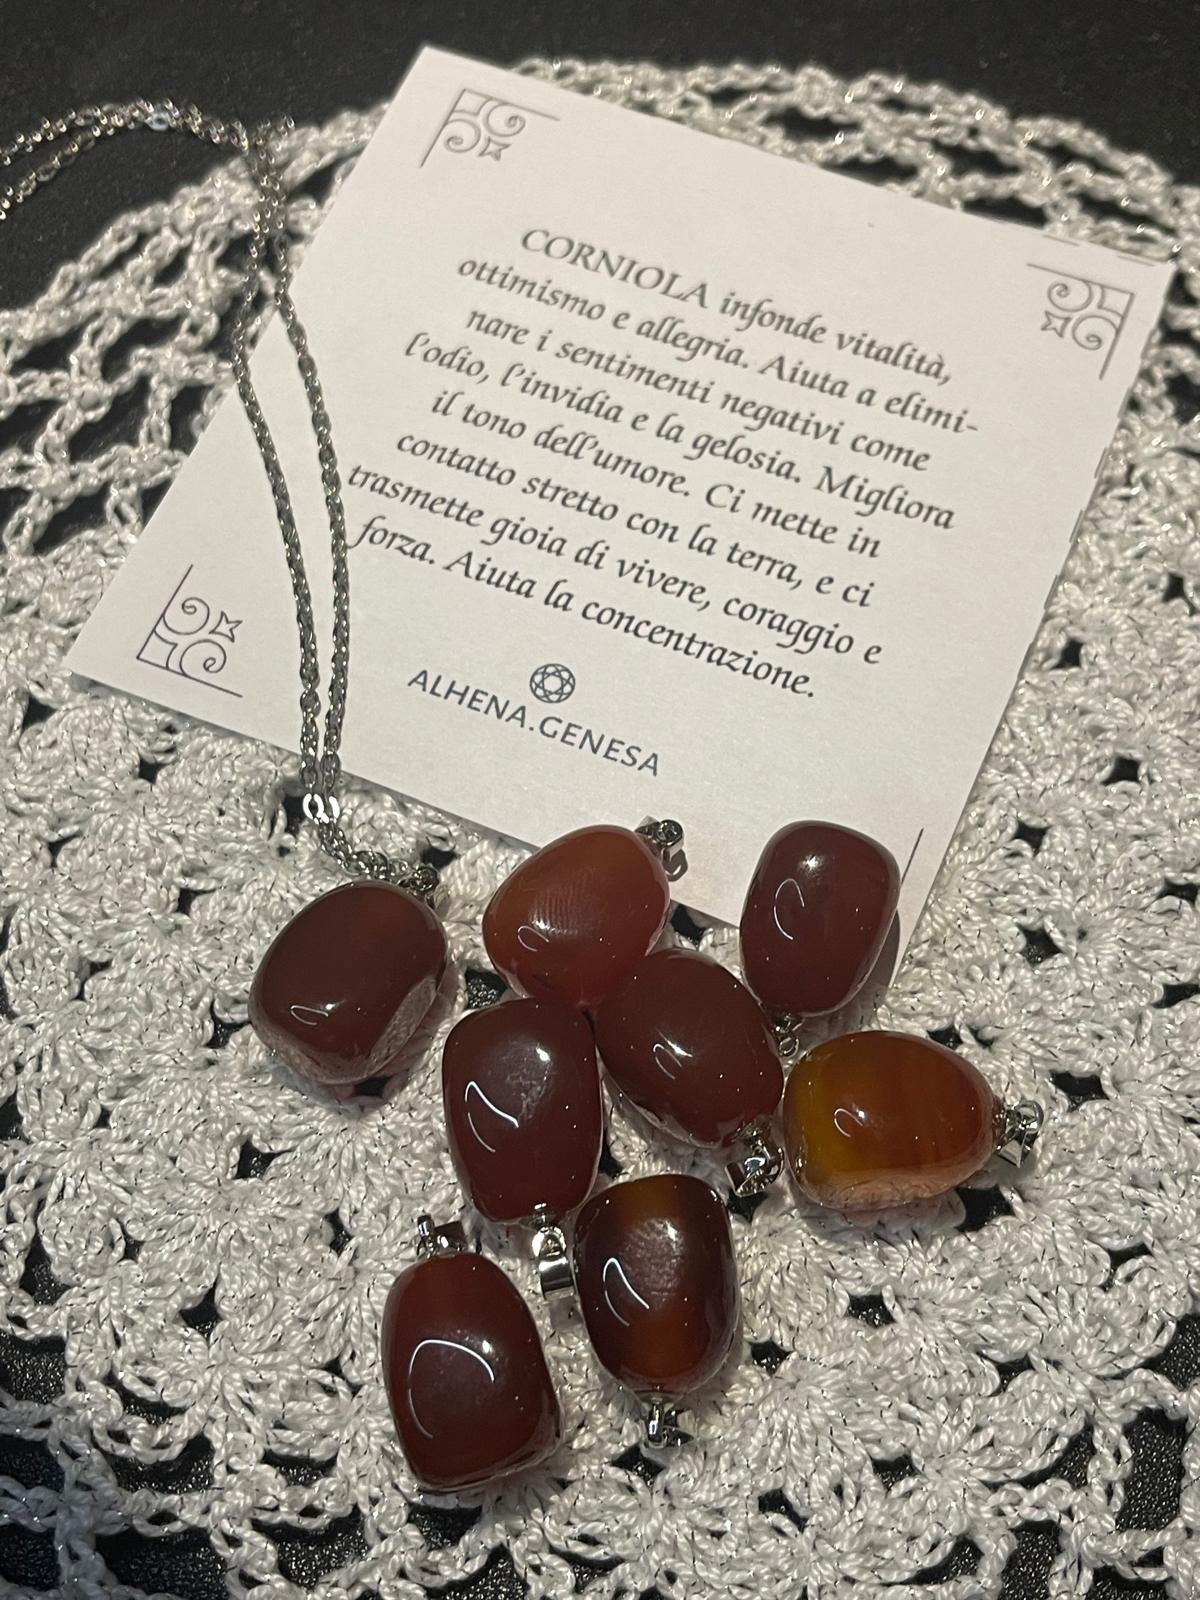 CORNIOLA infonde vitalità,
ottimismo e allegria. Aiuta a elimi-
nare i sentimenti negativi come
l'odio, l'invidia e la gelosia. Migliora
il tono dell'umore. Ci mette in
contatto stretto con la terra, e ci
trasmette gioia di vivere, coraggio e
forza. Aiuta la concentrazione.
ALHENA.GENESA